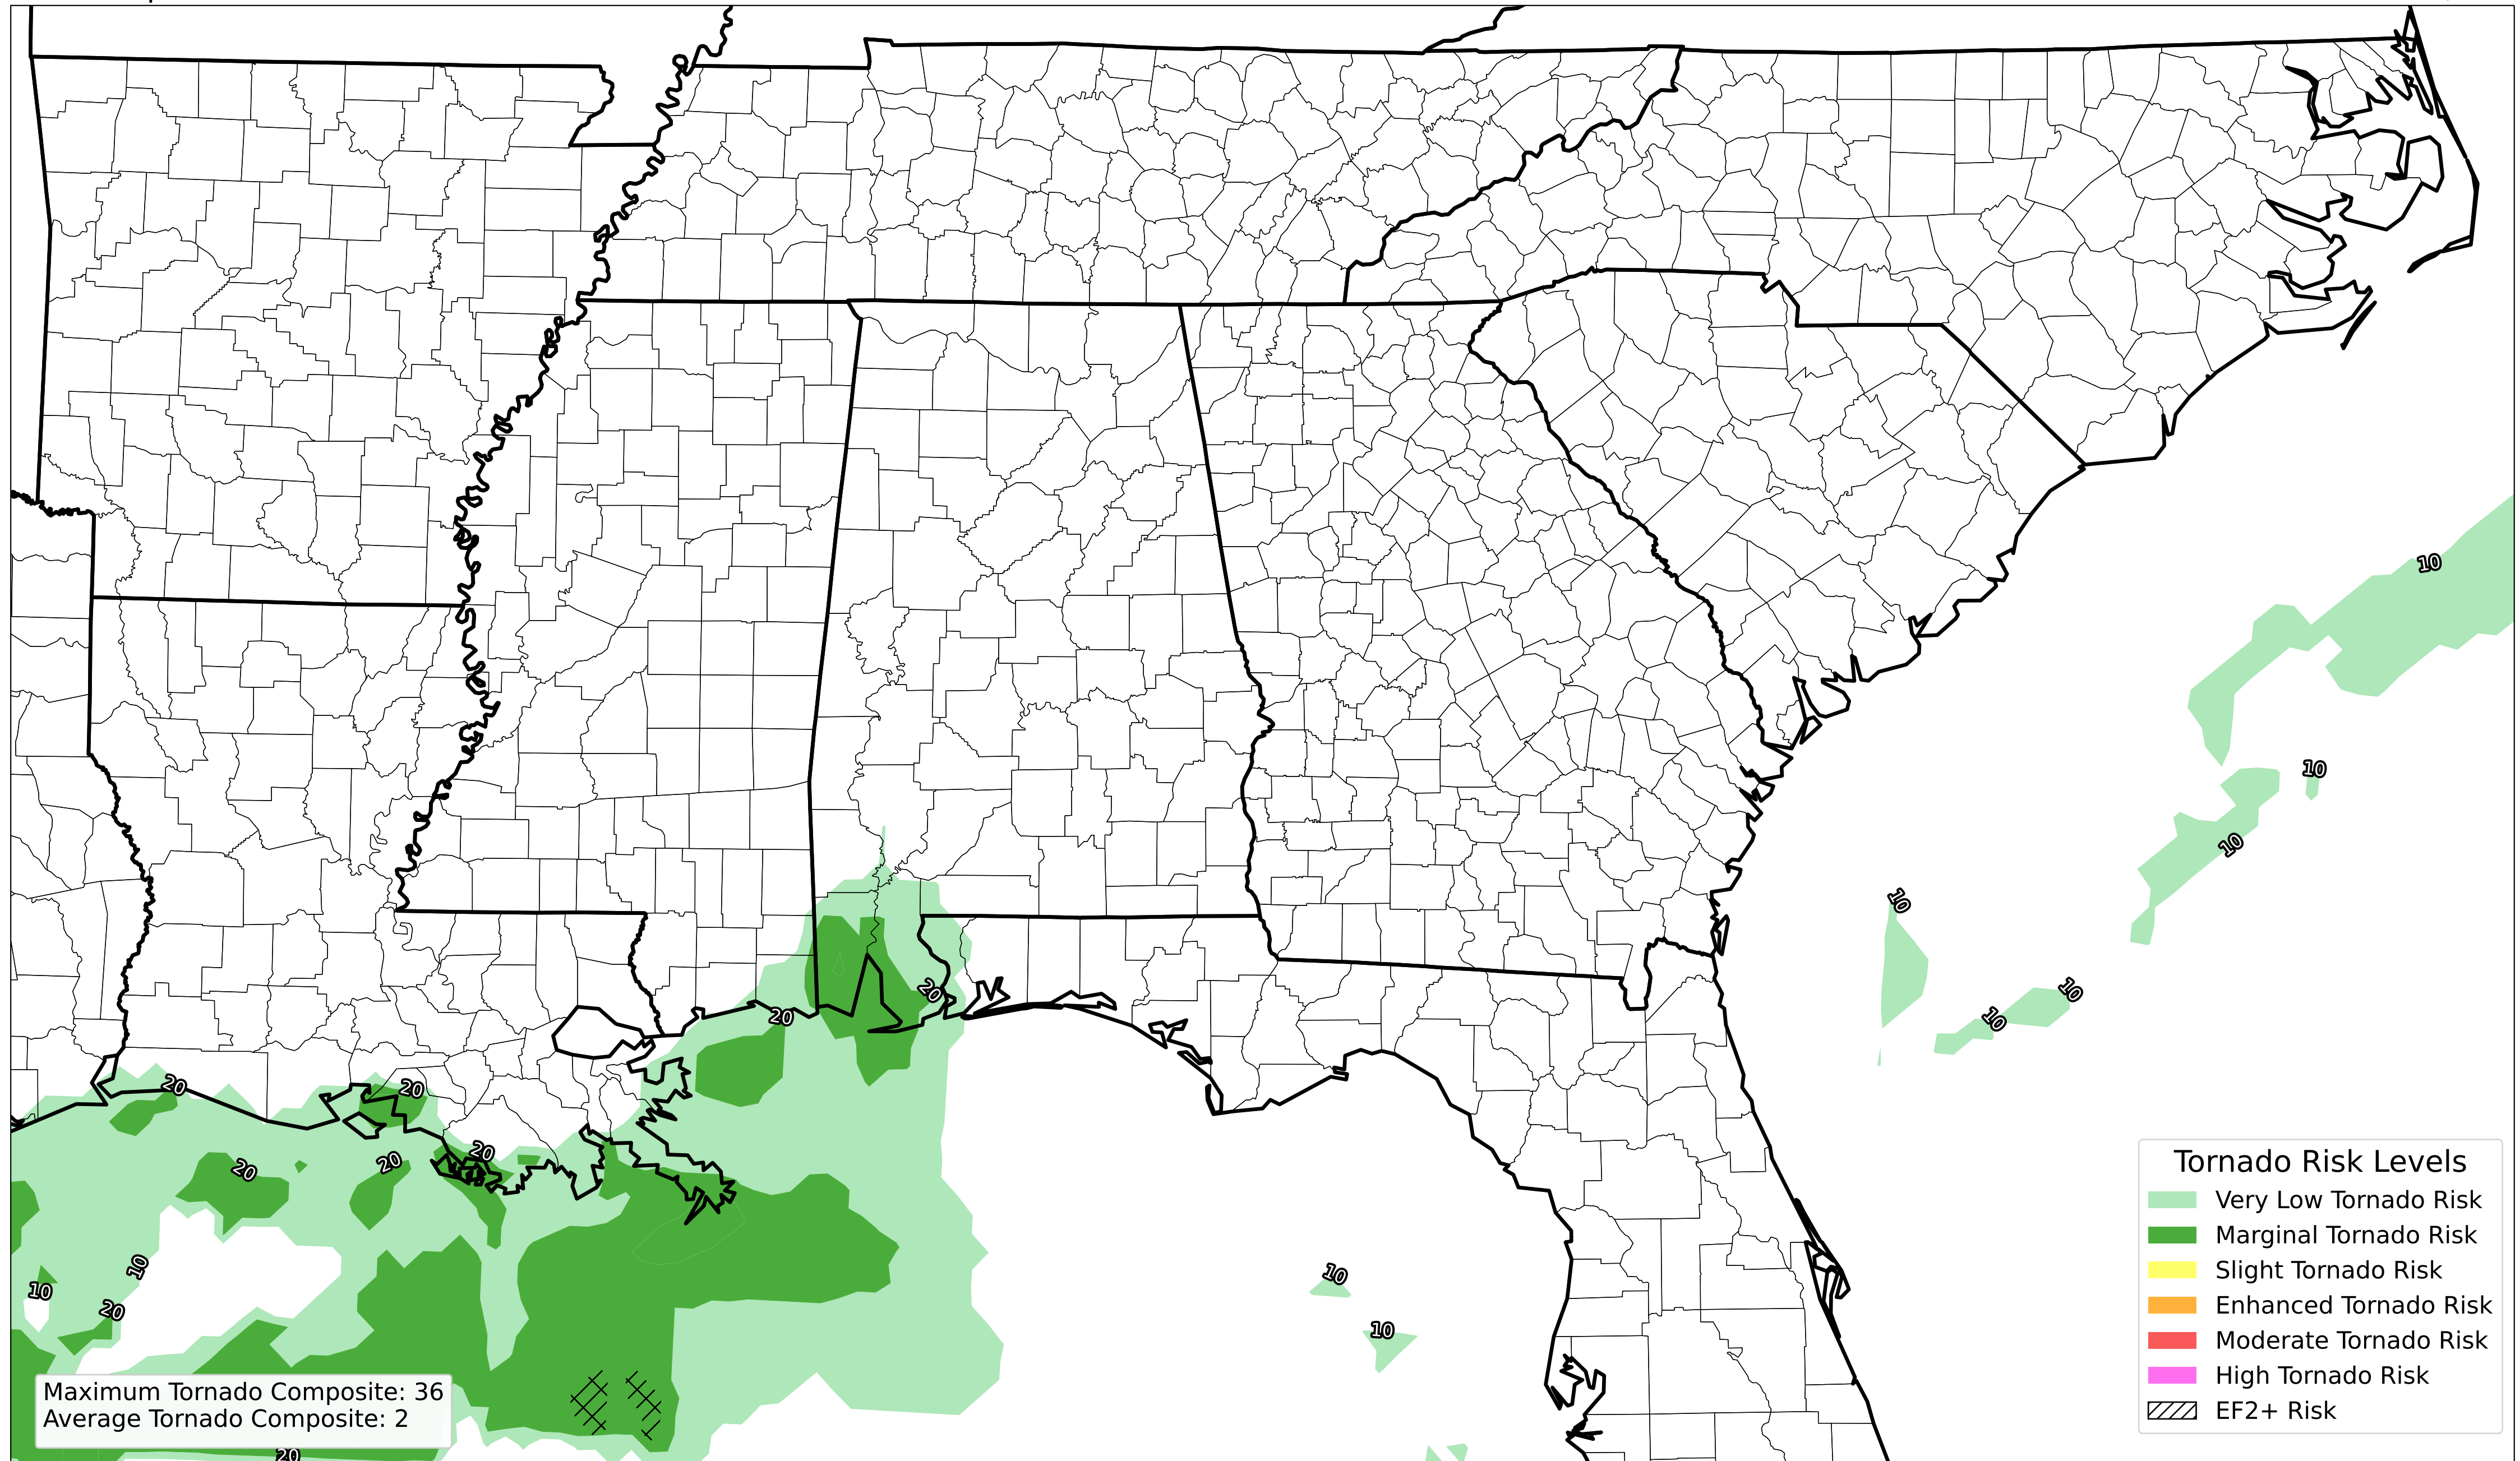 10
10
10
10
20
10
10
20
20
20
20
20
20
20
10
10
10
20
10
Tornado Risk Levels
Very Low Tornado Risk
Marginal Tornado Risk
Slight Tornado Risk
Enhanced Tornado Risk
Moderate Tornado Risk
High Tornado Risk
EF2+ Risk
Maximum Tornado Composite: 36
Average Tornado Composite: 2
20